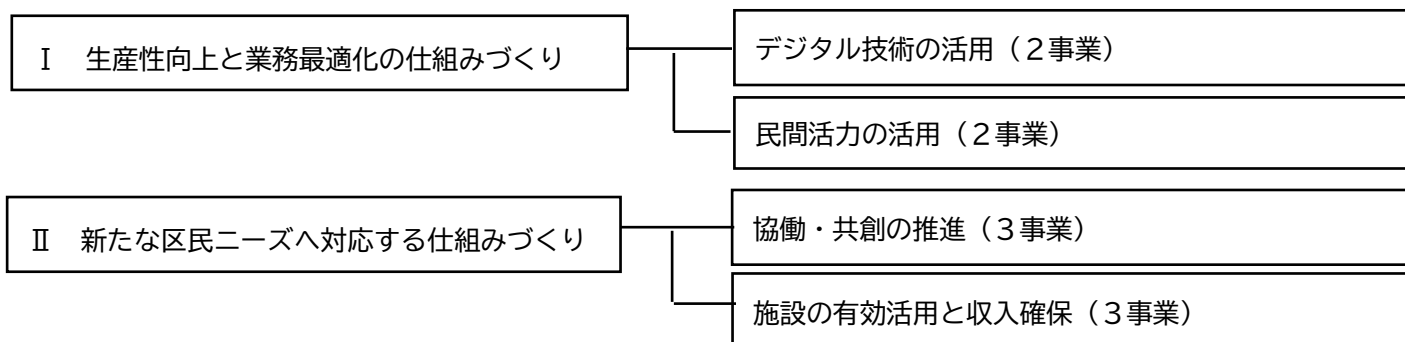 Ⅰ 生産性向上と業務最適化の仕組みづくり
デジタル技術の活用（２事業）
民間活力の活用（２事業）
Ⅱ 新たな区民ニーズへ対応する仕組みづくり
協働・共創の推進（３事業）
施設の有効活用と収入確保（３事業）